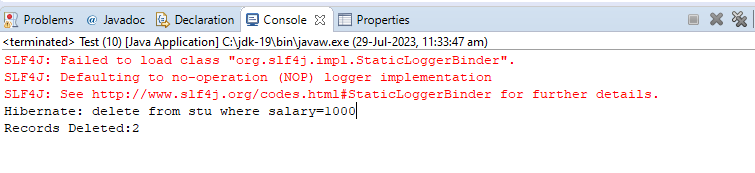 Problems @ Javadoc Declaration Console Properties
<terminated> Test (10) [Java Application] C:\jdk-19\bin\javaw.exe (29-Jul-2023, 11:33:47 am)
SLF4J: Failed to load class "org.slf4j.impl.StaticLoggerBinder".
SLF4J: Defaulting to no-operation (NOP) logger implementation
SLF4J: See http://www.slf4j.org/codes.html#StaticLoggerBinder for further details.
Hibernate: delete from stu where salary=1000
Records Deleted:2